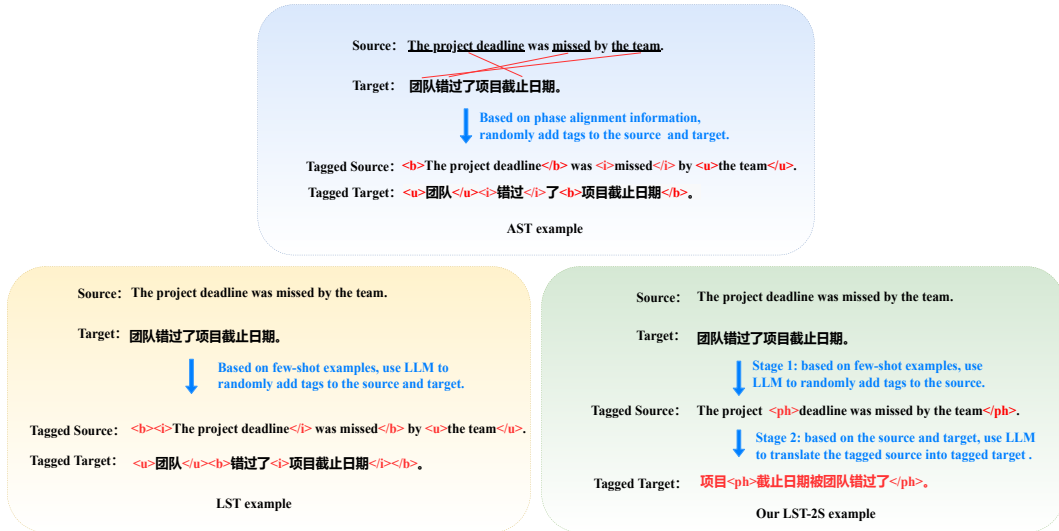 Source： The project deadline was missed by the team.
Target： 团队错过了项目截止日期。
Based on phase alignment information,
randomly add tags to the source and target.
Tagged Source： <b>The project deadline</b> was <i>missed</i> by <u>the team</u>.
Tagged Target： <u>团队</u><i>错过</i>了<b>项目截止日期</b>。
AST example
Source： The project deadline was missed by the team.
Target： 团队错过了项目截止日期。
Based on few-shot examples, use LLM to
randomly add tags to the source and target.
Tagged Source： <b><i>The project deadline</i> was missed</b> by <u>the team</u>.
Tagged Target： <u>团队</u><b>错过了<i>项目截止日期</i></b>。
LST example
Source： The project deadline was missed by the team.
Target： 团队错过了项目截止日期。
Stage 1: based on few-shot examples, use
LLM to randomly add tags to the source.
Tagged Source： The project <ph>deadline was missed by the team</ph>.
Stage 2: based on the source and target, use LLM
to translate the tagged source into tagged target .
Tagged Target： 项目<ph>截止日期被团队错过了</ph>。
Our LST-2S example